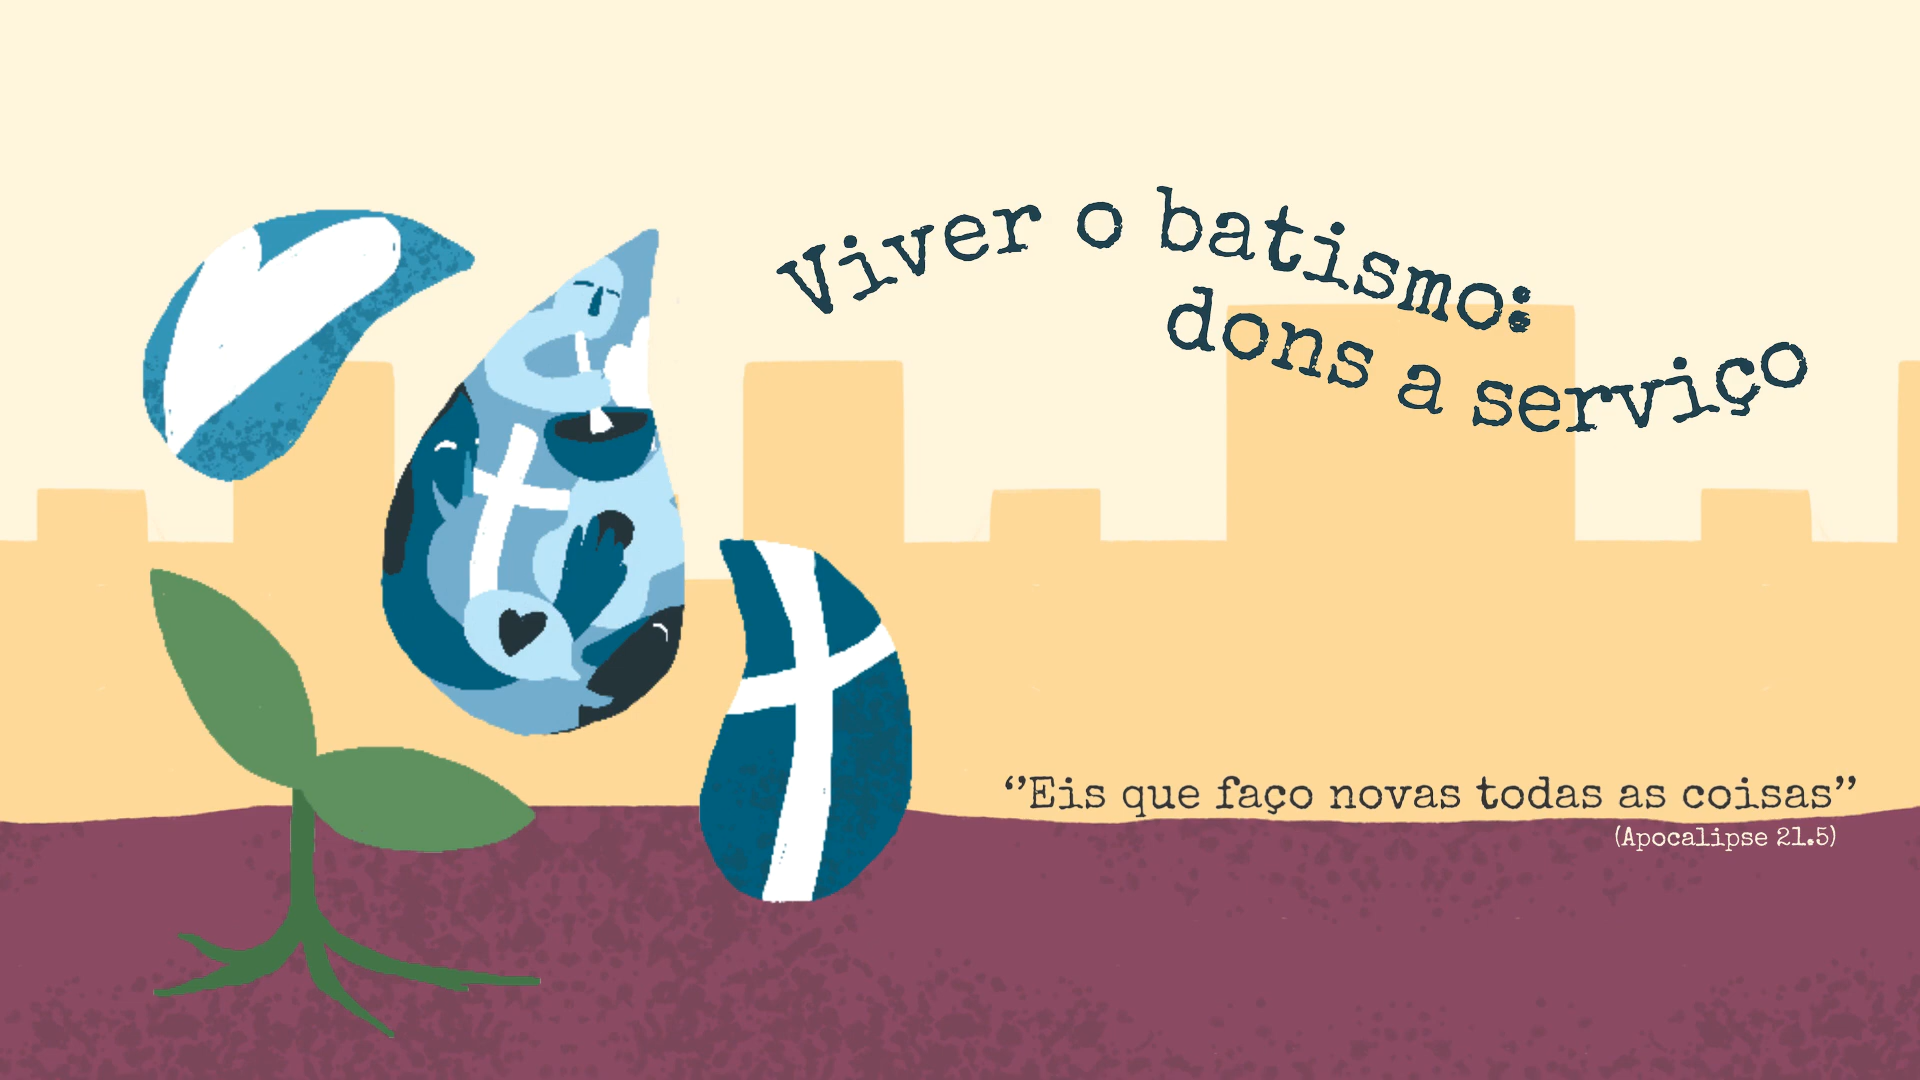 Viver o batismo:
dons a serviço
‘’Eis que faço novas todas as coisas’’
(Apocalipse 21.5)